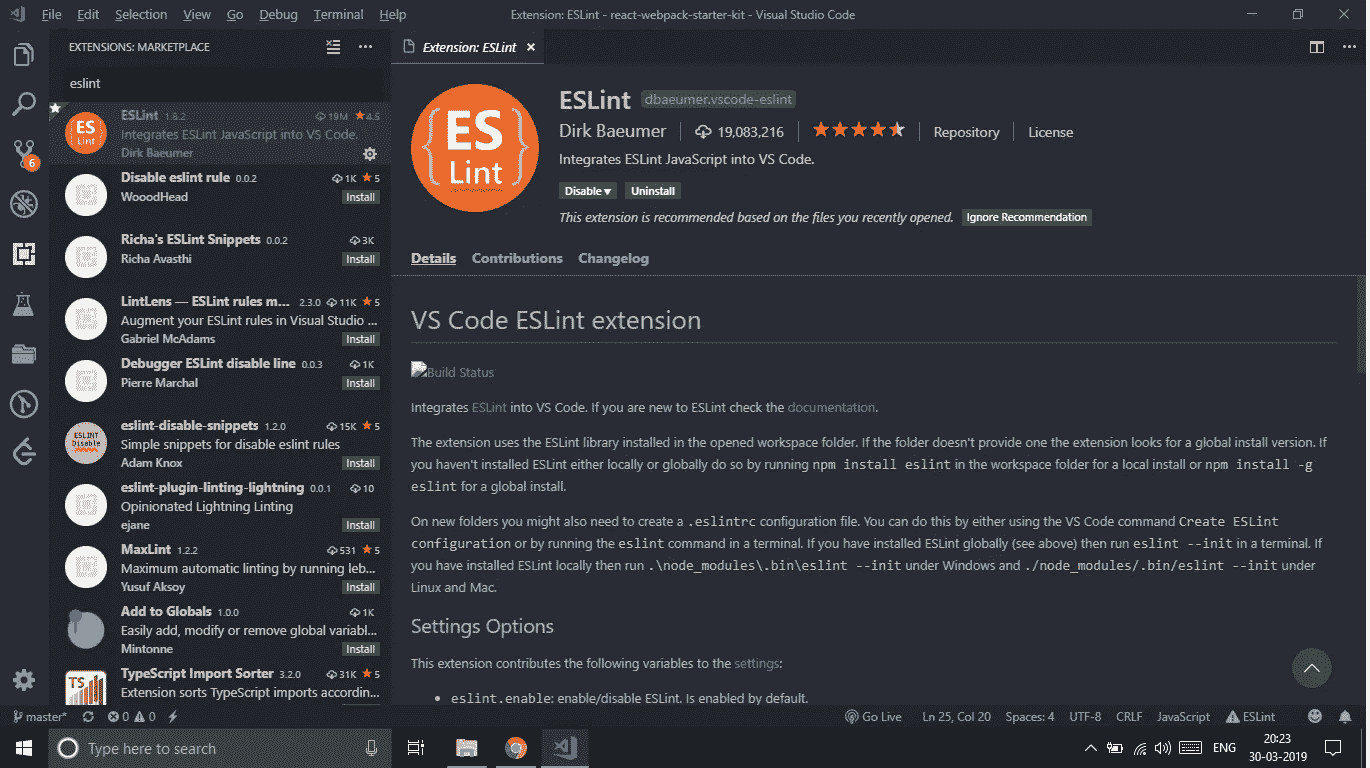 File Edit Selection View Go Debug Terminal Help
Extension: ESLint - react-webpack-starter-kit - Visual Studio Code
EXTENSIONS: MARKETPLACE
eslint
ESLint 1.8.2 19M 4.5
Integrates ESLint JavaScript into VS Code.
Dirk Baeumer
Disable eslint rule 0.0.2 1K 5
WooodHead Install
Richa's ESLint Snippets 0.0.2 3K
Richa Avasthi Install
LintLens — ESLint rules m... 2.3.0 11K 5
Augment your ESLint rules in Visual Studio ...
Gabriel McAdams Install
Debugger ESLint disable line 0.0.3 1K
Pierre Marchal Install
eslint-disable-snippets 1.2.0 15K 5
Simple snippets for disable eslint rules
Adam Knox Install
eslint-plugin-linting-lightning 0.0.1 10
Opinionated Lightning Linting
ejane Install
MaxLint 1.2.2 531 5
Maximum automatic linting by running leb...
Yusuf Aksoy Install
Add to Globals 1.0.0 1K
Easily add, modify or remove global variabl...
Mintonne Install
TypeScript Import Sorter 3.2.0 31K 5
Extension sorts TypeScript imports accordin...
6
ES
Lint
ESLINT
Disable
TS
Extension: ESLint
{ES Lint}
ESLint dbaeumer.vscode-eslint
Dirk Baeumer 19,083,216 Repository License
Integrates ESLint JavaScript into VS Code.
Disable Uninstall
This extension is recommended based on the files you recently opened. Ignore Recommendation
Details Contributions Changelog
VS Code ESLint extension
Build Status
Integrates ESLint into VS Code. If you are new to ESLint check the documentation.
The extension uses the ESLint library installed in the opened workspace folder. If the folder doesn't provide one the extension looks for a global install version. If
you haven't installed ESLint either locally or globally do so by running npm install eslint in the workspace folder for a local install or npm install -g
eslint for a global install.
On new folders you might also need to create a .eslintrc configuration file. You can do this by either using the VS Code command Create ESLint
configuration or by running the eslint command in a terminal. If you have installed ESLint globally (see above) then run eslint --init in a terminal. If
you have installed ESLint locally then run .\node_modules\.bin\eslint --init under Windows and ./node_modules/.bin/eslint --init under
Linux and Mac.
Settings Options
This extension contributes the following variables to the settings:
• eslint.enable: enable/disable ESLint. Is enabled by default.
master* 0 0 Go Live Ln 25, Col 20 Spaces: 4 UTF-8 CRLF JavaScript ESLint
Type here to search ENG 20:23
30-03-2019